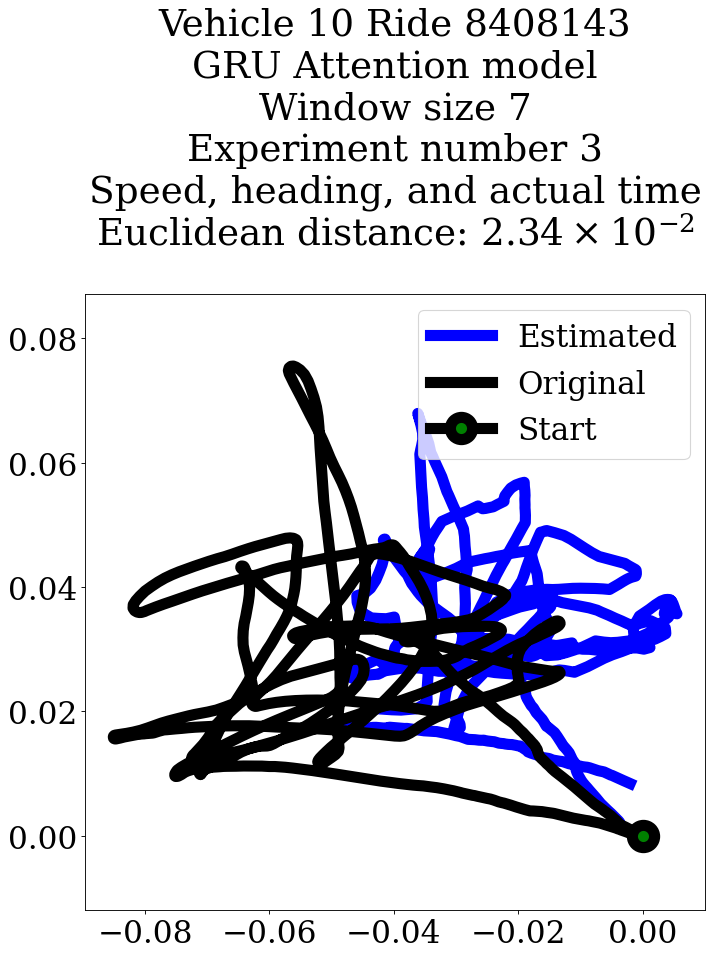 Vehicle 10 Ride 8408143
GRU Attention model
Window size 7
Experiment number 3
Speed, heading, and actual time
Euclidean distance: 2.34 × 10⁻²
Estimated
Original
Start
0.08
0.06
0.04
0.02
0.00
−0.08 −0.06 −0.04 −0.02 0.00